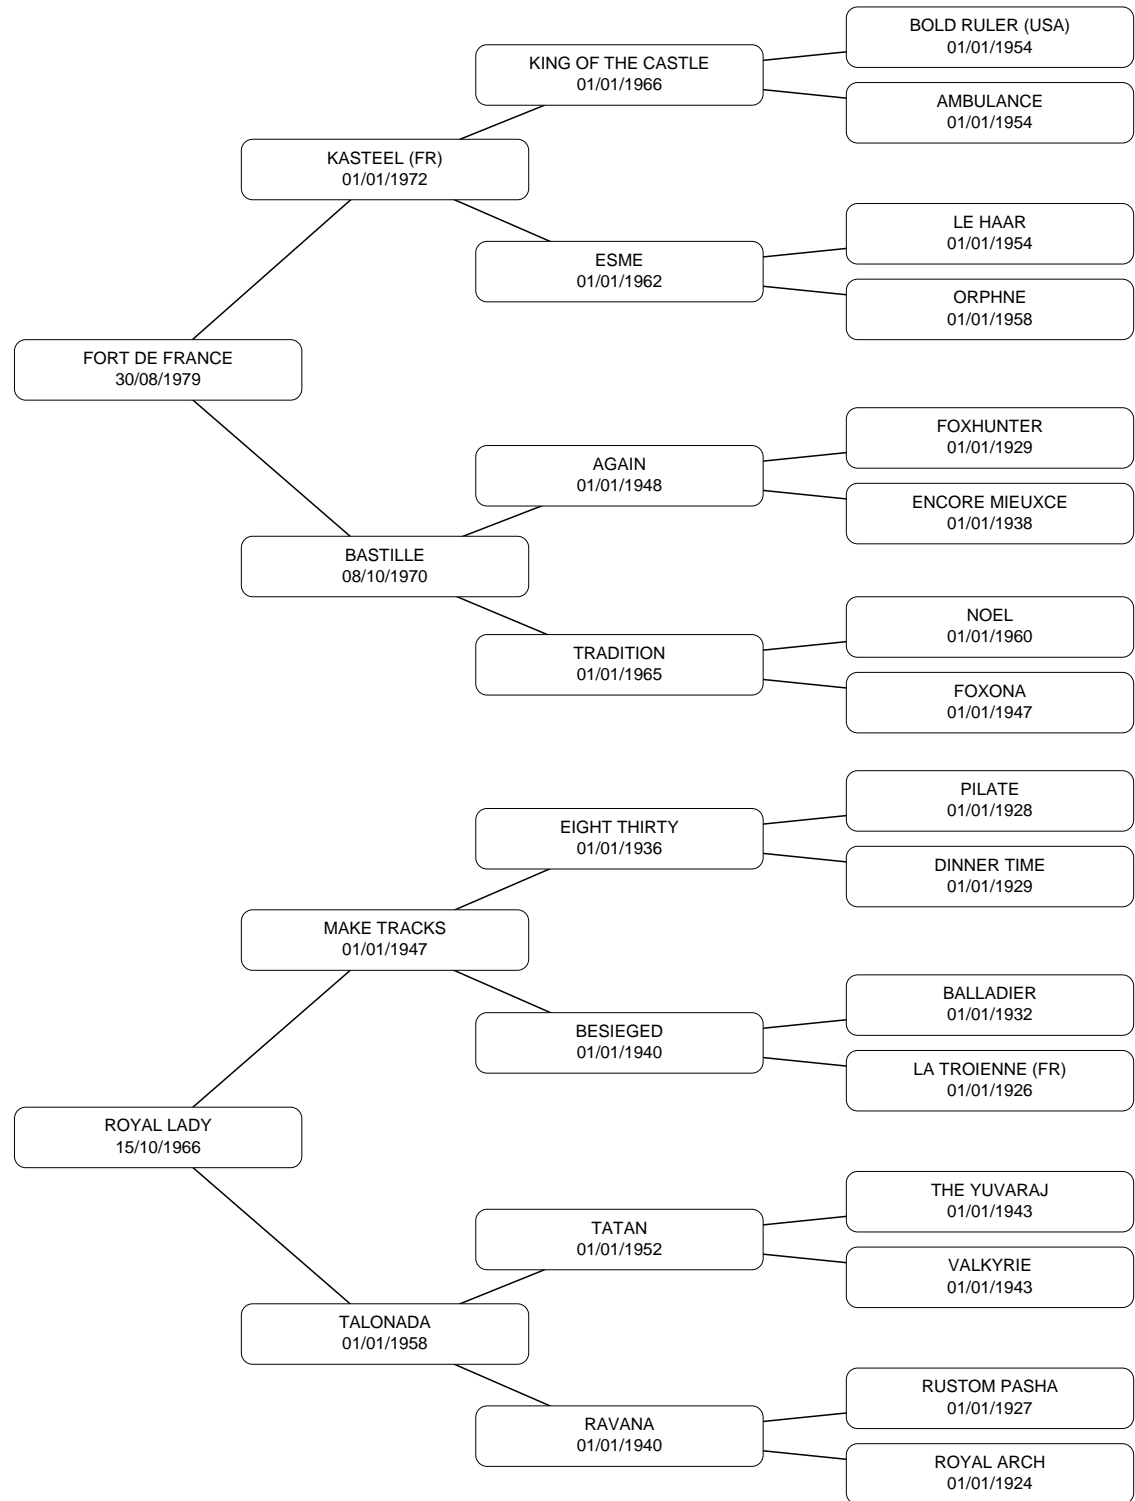 BOLD RULER (USA)
01/01/1954
KING OF THE CASTLE
01/01/1966
AMBULANCE
01/01/1954
KASTEEL (FR)
01/01/1972
LE HAAR
01/01/1954
ESME
01/01/1962
ORPHNE
01/01/1958
FORT DE FRANCE
30/08/1979
FOXHUNTER
01/01/1929
AGAIN
01/01/1948
ENCORE MIEUXCE
01/01/1938
BASTILLE
08/10/1970
NOEL
01/01/1960
TRADITION
01/01/1965
FOXONA
01/01/1947
PILATE
01/01/1928
EIGHT THIRTY
01/01/1936
DINNER TIME
01/01/1929
MAKE TRACKS
01/01/1947
BALLADIER
01/01/1932
BESIEGED
01/01/1940
LA TROIENNE (FR)
01/01/1926
ROYAL LADY
15/10/1966
THE YUVARAJ
01/01/1943
TATAN
01/01/1952
VALKYRIE
01/01/1943
TALONADA
01/01/1958
RUSTOM PASHA
01/01/1927
RAVANA
01/01/1940
ROYAL ARCH
01/01/1924